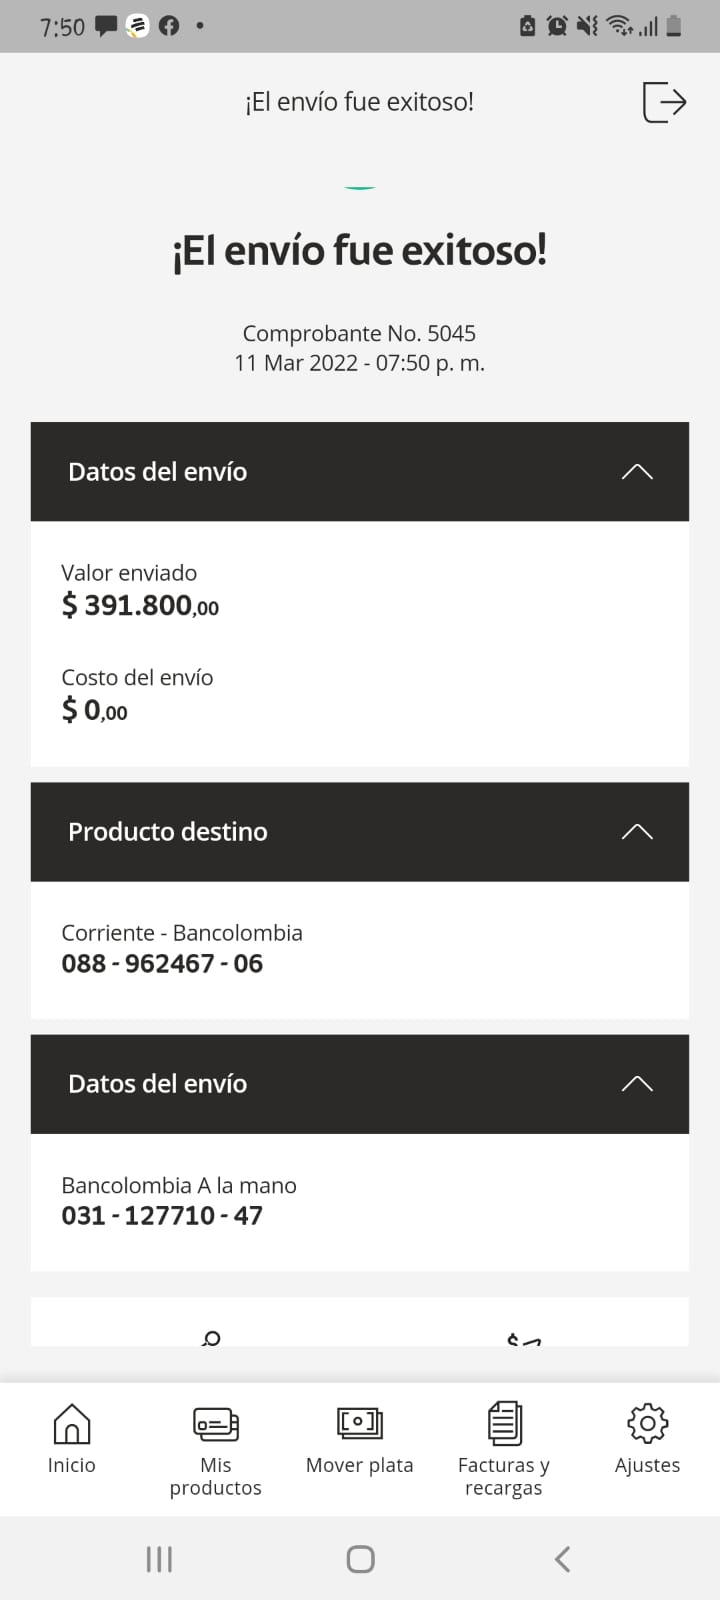 7:50
¡El envío fue exitoso!
¡El envío fue exitoso!
Comprobante No. 5045
11 Mar 2022 - 07:50 p. m.
Datos del envío
Valor enviado
$ 391.800,00
Costo del envío
$ 0,00
Producto destino
Corriente - Bancolombia
088 - 962467 - 06
Datos del envío
Bancolombia A la mano
031 - 127710 - 47
Inicio
Mis productos
Mover plata
Facturas y recargas
Ajustes